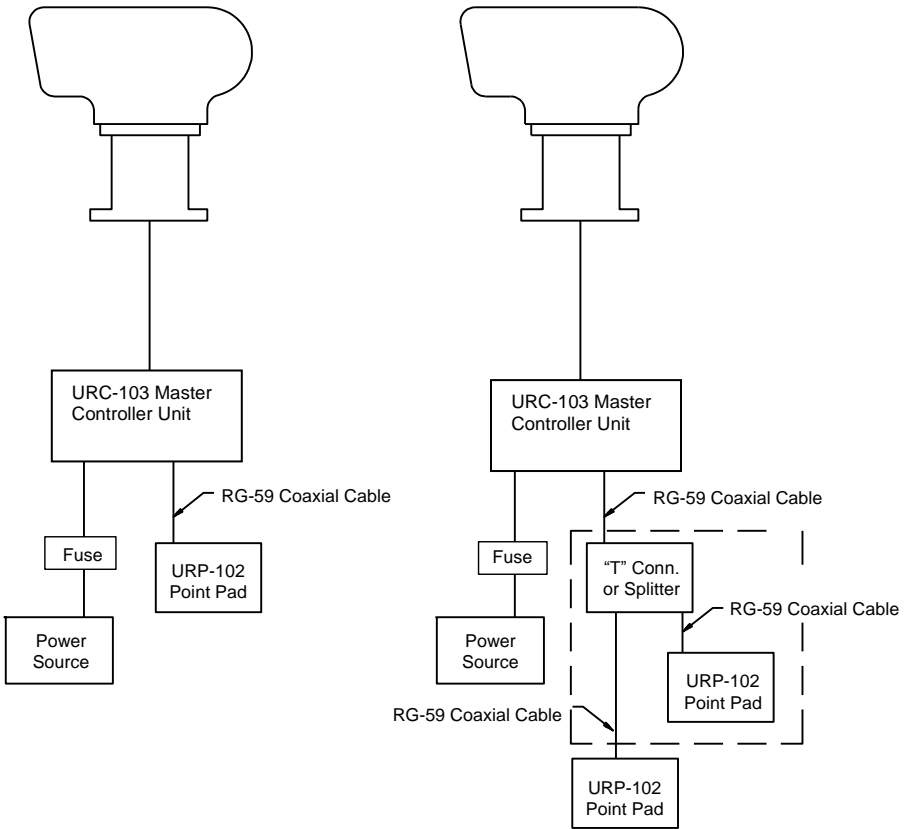 URC-103 Master
Controller Unit
RG-59 Coaxial Cable
Fuse
URP-102
Point Pad
Power
Source
URC-103 Master
Controller Unit
RG-59 Coaxial Cable
Fuse
“T” Conn.
or Splitter
RG-59 Coaxial Cable
Power
Source
URP-102
Point Pad
RG-59 Coaxial Cable
URP-102
Point Pad